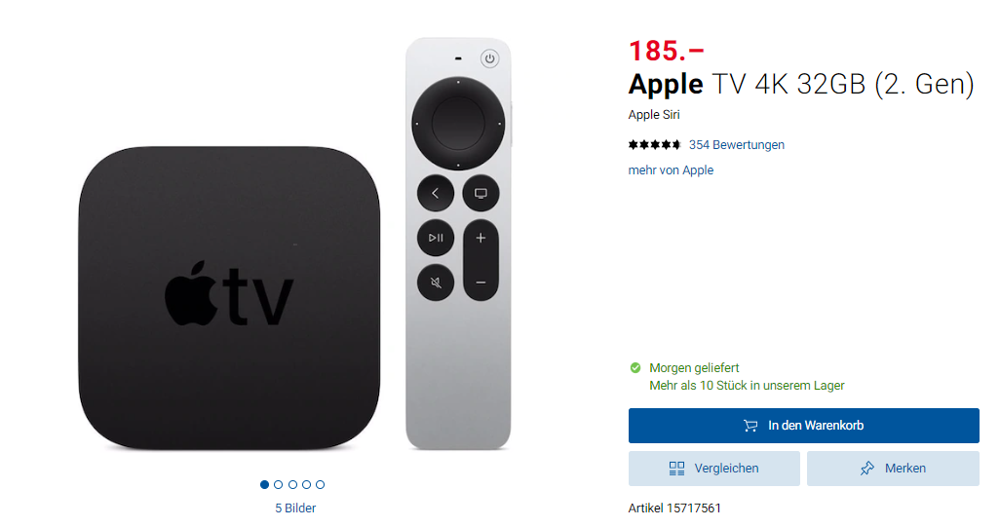 tv
185.–
Apple TV 4K 32GB (2. Gen)
Apple Siri
354 Bewertungen
mehr von Apple
Morgen geliefert
Mehr als 10 Stück in unserem Lager
In den Warenkorb
Vergleichen
Merken
5 Bilder
Artikel 15717561